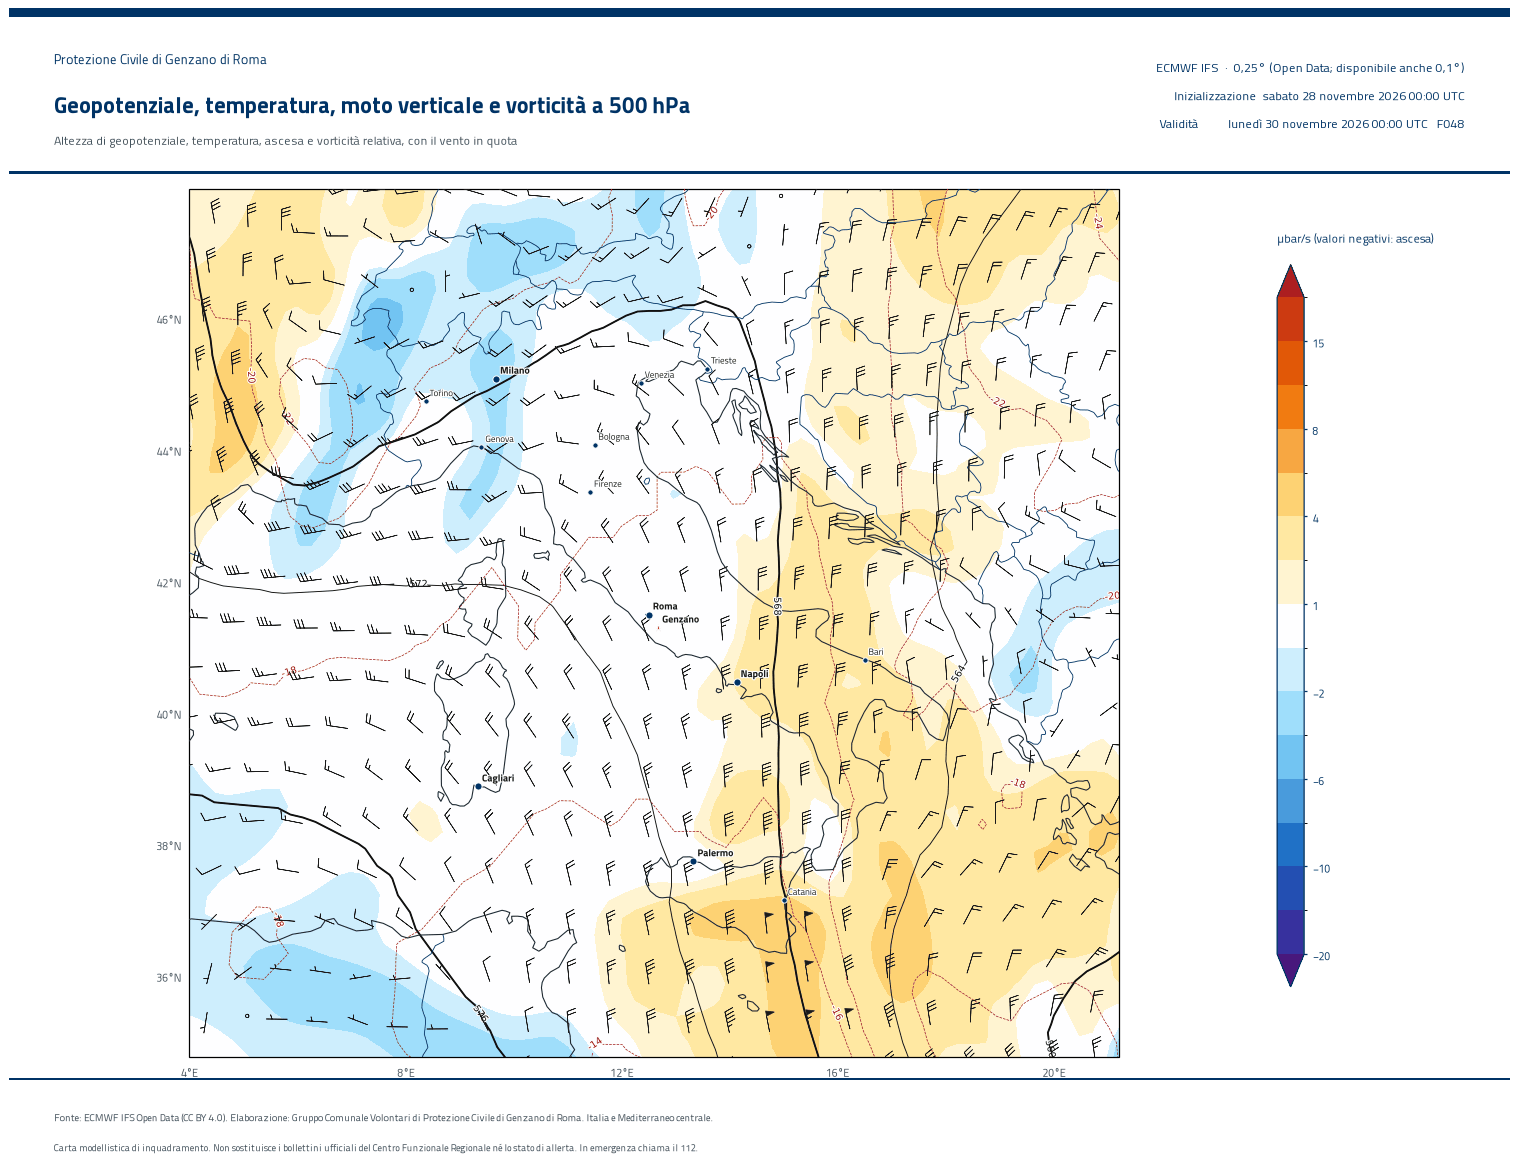 Protezione Civile di Genzano di Roma
Geopotenziale, temperatura, moto verticale e vorticità a 500 hPa
Altezza di geopotenziale, temperatura, ascesa e vorticità relativa, con il vento in quota
ECMWF IFS · 0,25° (Open Data; disponibile anche 0,1°)
Inizializzazione sabato 28 novembre 2026 00:00 UTC
Validità lunedì 30 novembre 2026 00:00 UTC F048
µbar/s (valori negativi: ascesa)
15
8
4
1
−2
−6
−10
−20
46°N
44°N
42°N
40°N
38°N
36°N
4°E
8°E
12°E
16°E
20°E
Milano
Torino
Venezia
Trieste
Genova
Bologna
Firenze
Roma
Genzano
Napoli
Bari
Cagliari
Palermo
Catania
572
568
564
576
-20
-20
-24
-22
-22
-20
-18
-18
-18
-16
-14
Fonte: ECMWF IFS Open Data (CC BY 4.0). Elaborazione: Gruppo Comunale Volontari di Protezione Civile di Genzano di Roma. Italia e Mediterraneo centrale.
Carta modellistica di inquadramento. Non sostituisce i bollettini ufficiali del Centro Funzionale Regionale né lo stato di allerta. In emergenza chiama il 112.